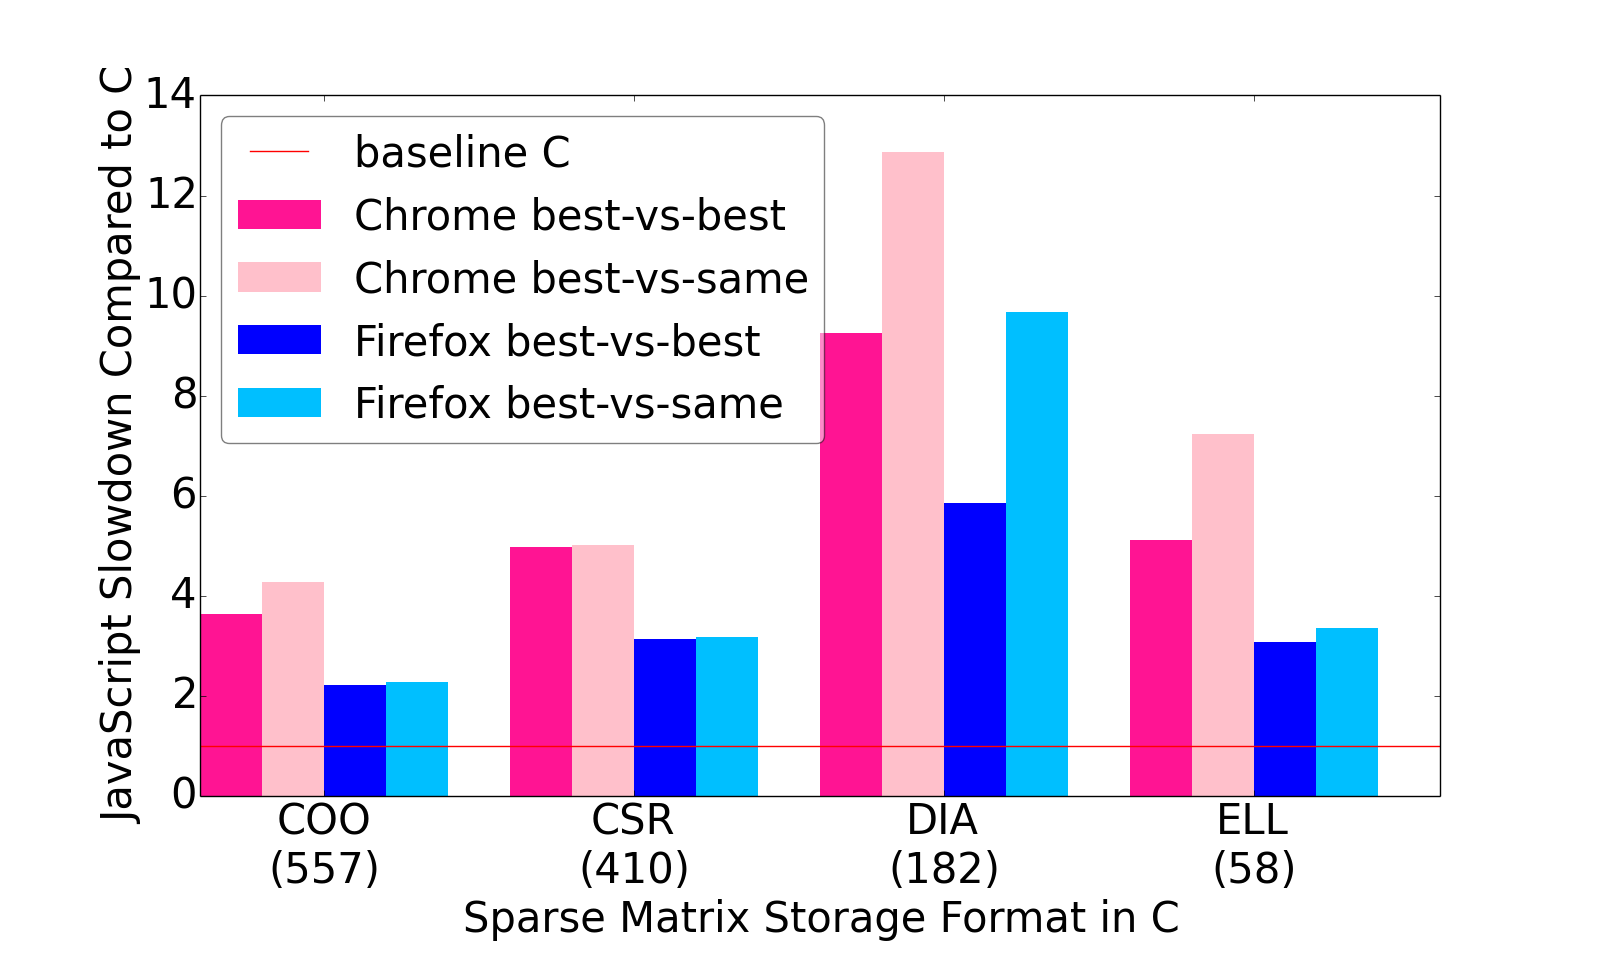 JavaScript Slowdown Compared to C
14
12
10
8
6
4
2
0
baseline C
Chrome best-vs-best
Chrome best-vs-same
Firefox best-vs-best
Firefox best-vs-same
COO
(557)
CSR
(410)
DIA
(182)
ELL
(58)
Sparse Matrix Storage Format in C